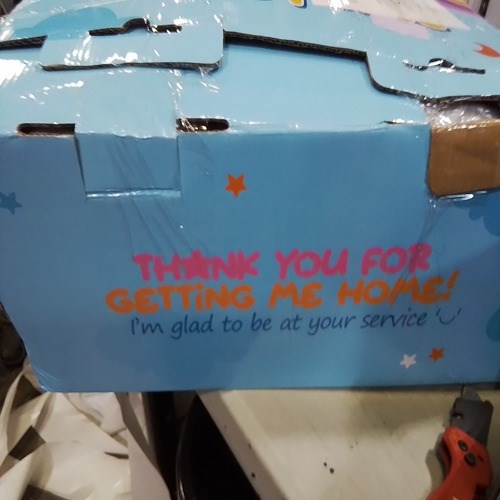 THANK YOU FOR
GETTiNG ME HOME!
I'm glad to be at your service '◡'